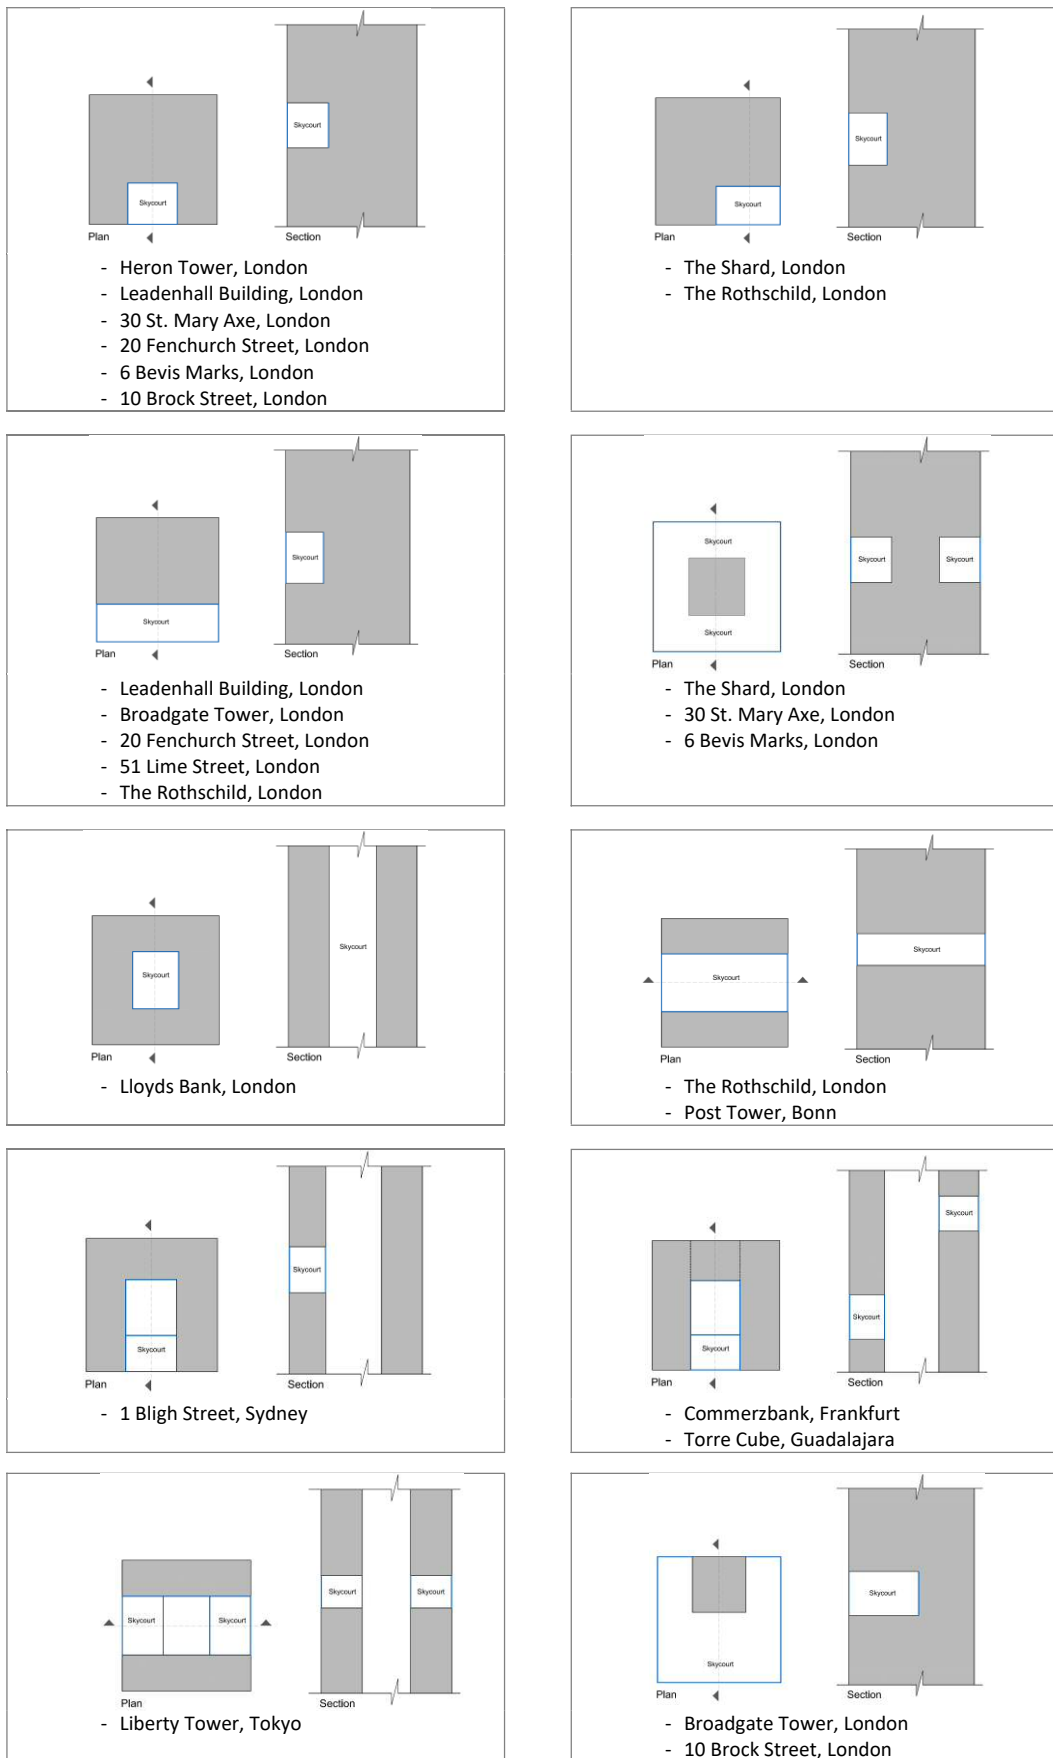 Skycourt
Skycourt
Plan
Section
- Heron Tower, London
- Leadenhall Building, London
- 30 St. Mary Axe, London
- 20 Fenchurch Street, London
- 6 Bevis Marks, London
- 10 Brock Street, London
Skycourt
Skycourt
Plan
Section
- The Shard, London
- The Rothschild, London
Skycourt
Skycourt
Plan
Section
- Leadenhall Building, London
- Broadgate Tower, London
- 20 Fenchurch Street, London
- 51 Lime Street, London
- The Rothschild, London
Skycourt
Skycourt
Skycourt
Skycourt
Plan
Section
- The Shard, London
- 30 St. Mary Axe, London
- 6 Bevis Marks, London
Skycourt
Skycourt
Plan
Section
- Lloyds Bank, London
Skycourt
Skycourt
Plan
Section
- The Rothschild, London
- Post Tower, Bonn
Skycourt
Skycourt
Plan
Section
- 1 Bligh Street, Sydney
Skycourt
Skycourt
Skycourt
Plan
Section
- Commerzbank, Frankfurt
- Torre Cube, Guadalajara
Skycourt
Skycourt
Skycourt
Skycourt
Plan
Section
- Liberty Tower, Tokyo
Skycourt
Skycourt
Plan
Section
- Broadgate Tower, London
- 10 Brock Street, London